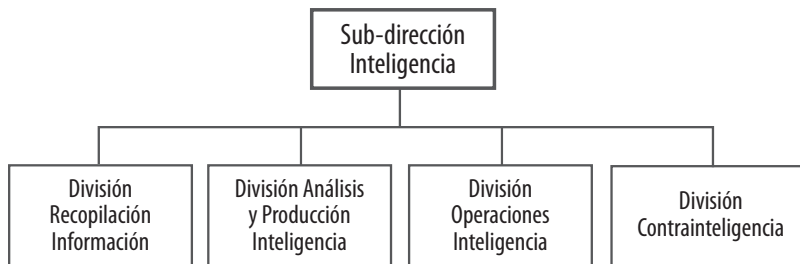 Sub-dirección
Inteligencia
División
Recopilación
Información
División Análisis
y Producción
Inteligencia
División
Operaciones
Inteligencia
División
Contrainteligencia